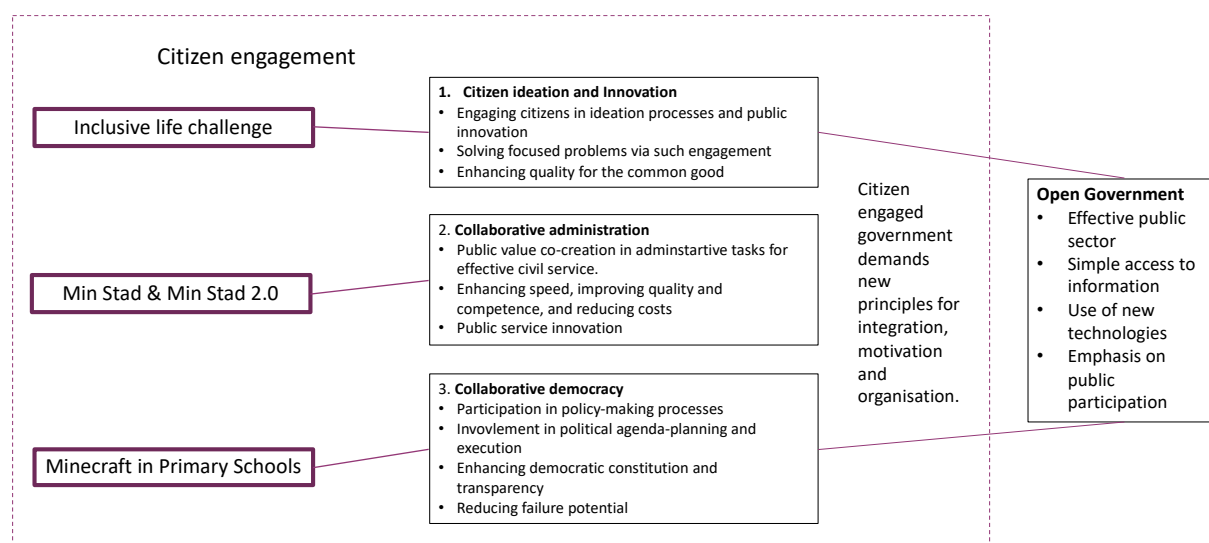 Citizen engagement
Inclusive life challenge
1. Citizen ideation and Innovation
• Engaging citizens in ideation processes and public
innovation
• Solving focused problems via such engagement
• Enhancing quality for the common good
Min Stad & Min Stad 2.0
2. Collaborative administration
• Public value co-creation in adminstartive tasks for
effective civil service.
• Enhancing speed, improving quality and
competence, and reducing costs
• Public service innovation
Minecraft in Primary Schools
3. Collaborative democracy
• Participation in policy-making processes
• Invovlement in political agenda-planning and
execution
• Enhancing democratic constitution and
transparency
• Reducing failure potential
Citizen
engaged
government
demands
new
principles for
integration,
motivation
and
organisation.
Open Government
• Effective public
sector
• Simple access to
information
• Use of new
technologies
• Emphasis on
public
participation